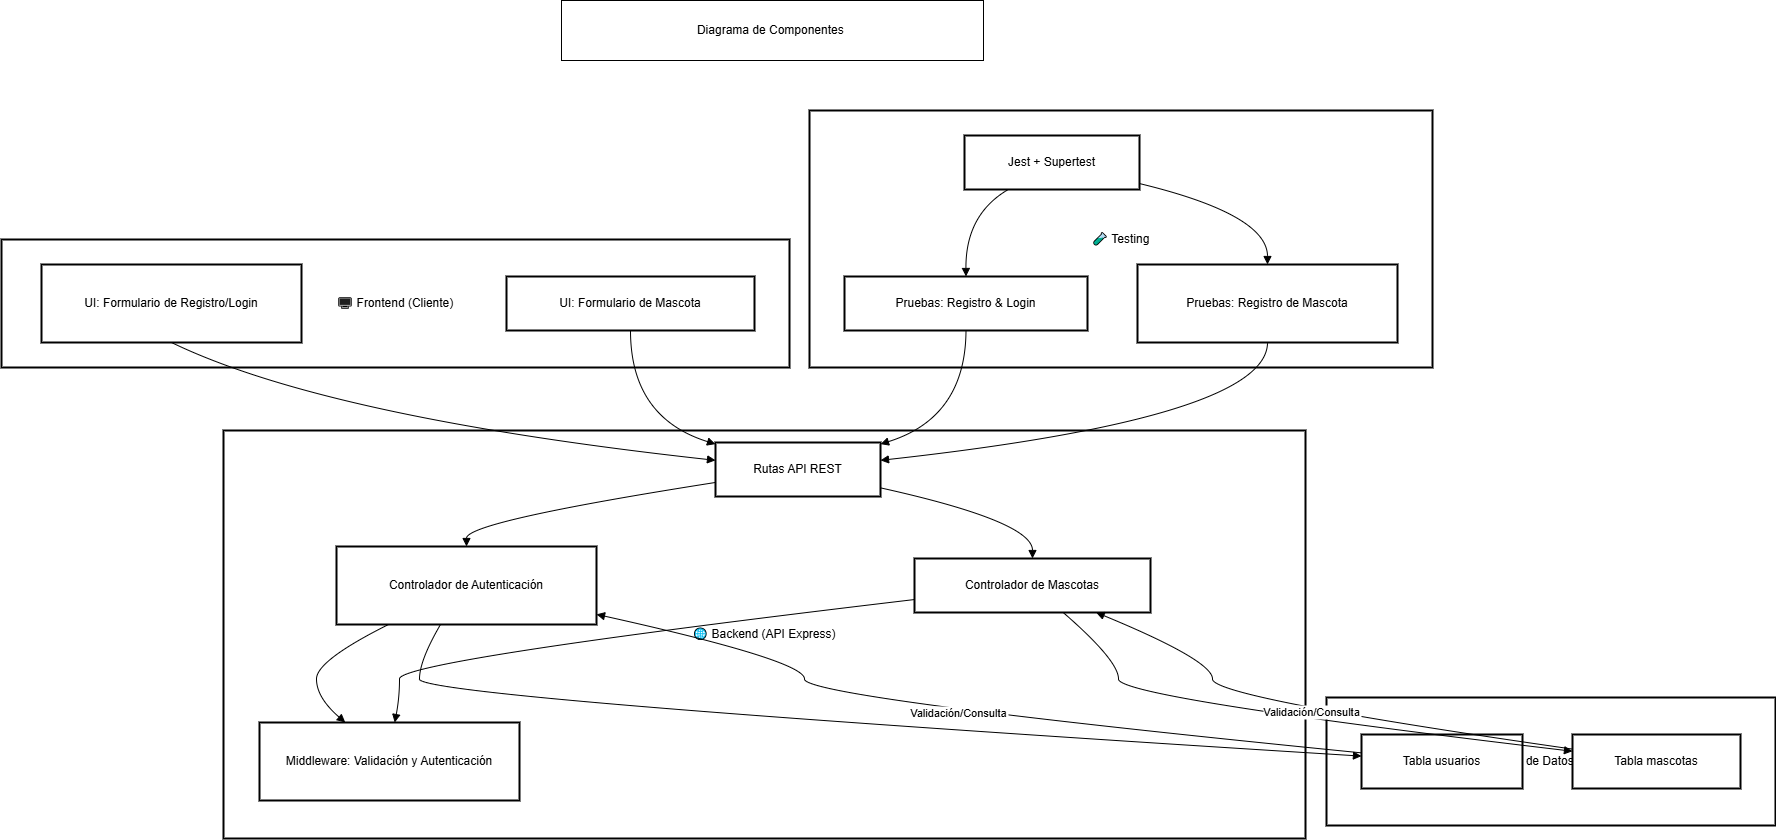 Diagrama de Componentes
Jest + Supertest
🧪 Testing
UI: Formulario de Registro/Login
🖥️ Frontend (Cliente)
UI: Formulario de Mascota
Pruebas: Registro & Login
Pruebas: Registro de Mascota
Rutas API REST
Controlador de Autenticación
Controlador de Mascotas
🌐 Backend (API Express)
Validación/Consulta
Validación/Consulta
Middleware: Validación y Autenticación
Tabla usuarios
de Datos
Tabla mascotas